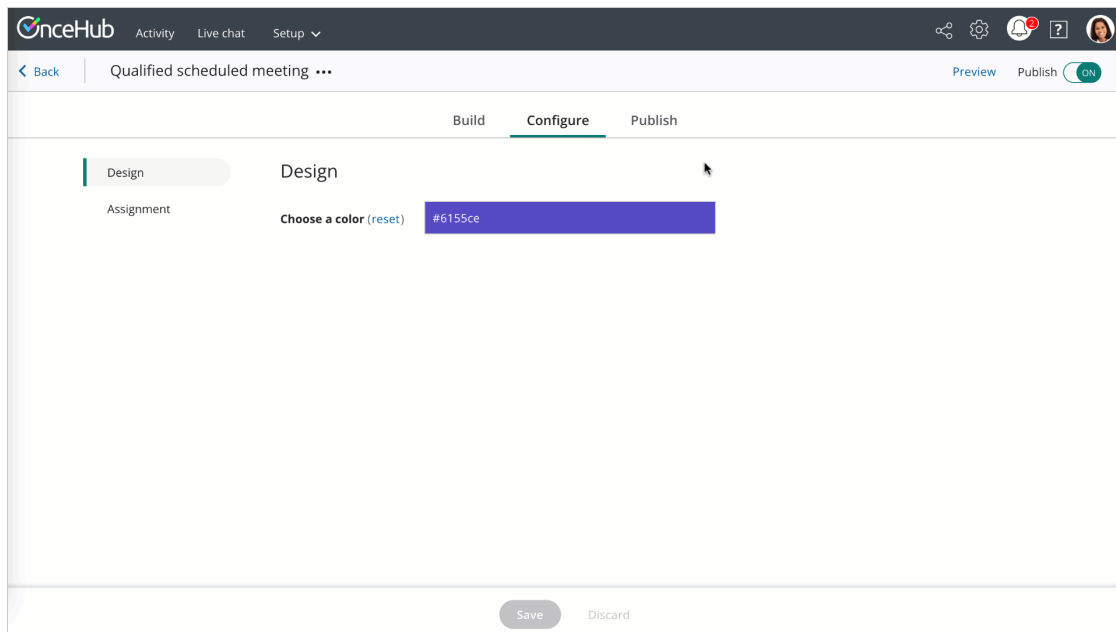 OnceHub Activity Live chat Setup 2 ?
Back Qualified scheduled meeting ••• Preview Publish ON
Build Configure Publish
Design Design
Assignment
Choose a color (reset) #6155ce
Save Discard